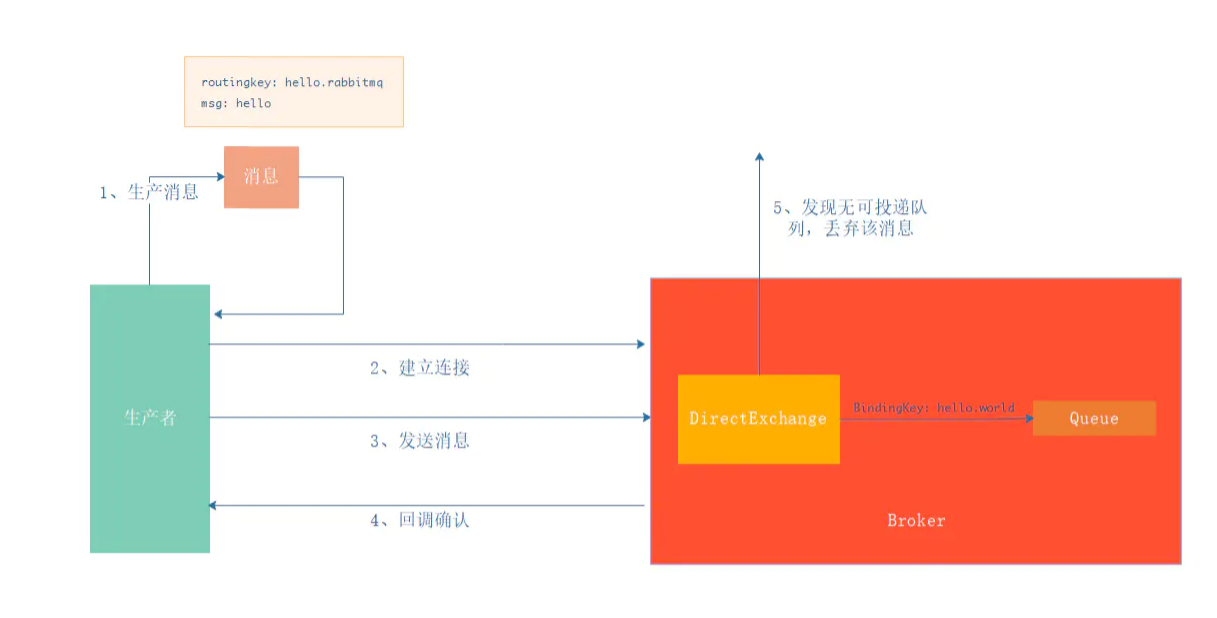 routingkey: hello.rabbitmq
msg: hello
消息
1、生产消息
5、发现无可投递队
列，丢弃该消息
2、建立连接
生产者
3、发送消息
DirectExchange
BindingKey: hello.world
Queue
4、回调确认
Broker